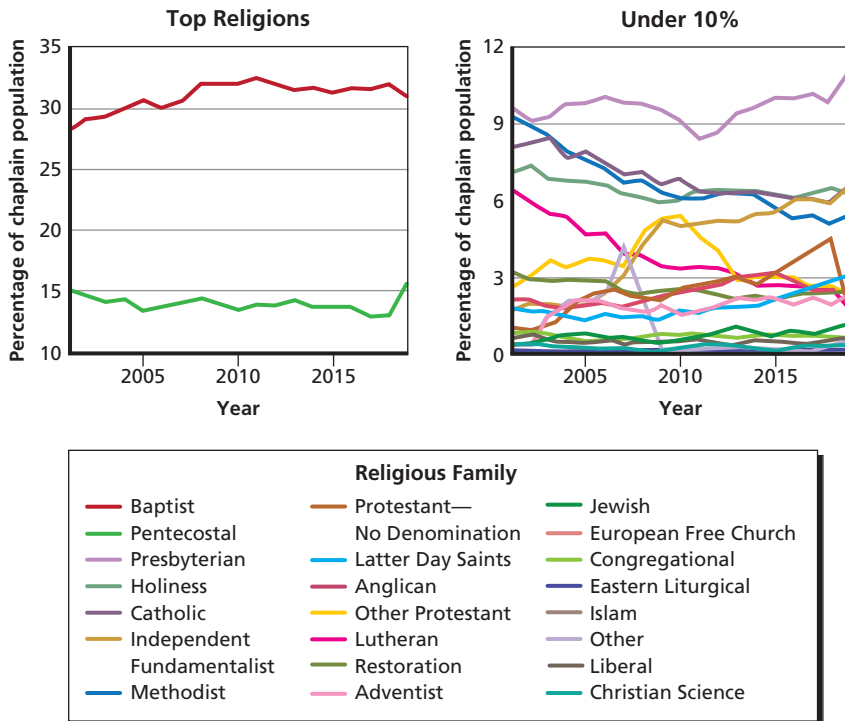 Top Religions
Percentage of chaplain population
35
30
25
20
15
10
2005 2010 2015
Year
Under 10%
Percentage of chaplain population
12
9
6
3
0
2005 2010 2015
Year
Religious Family
Baptist
Pentecostal
Presbyterian
Holiness
Catholic
Independent
Fundamentalist
Methodist
Protestant—
No Denomination
Latter Day Saints
Anglican
Other Protestant
Lutheran
Restoration
Adventist
Jewish
European Free Church
Congregational
Eastern Liturgical
Islam
Other
Liberal
Christian Science